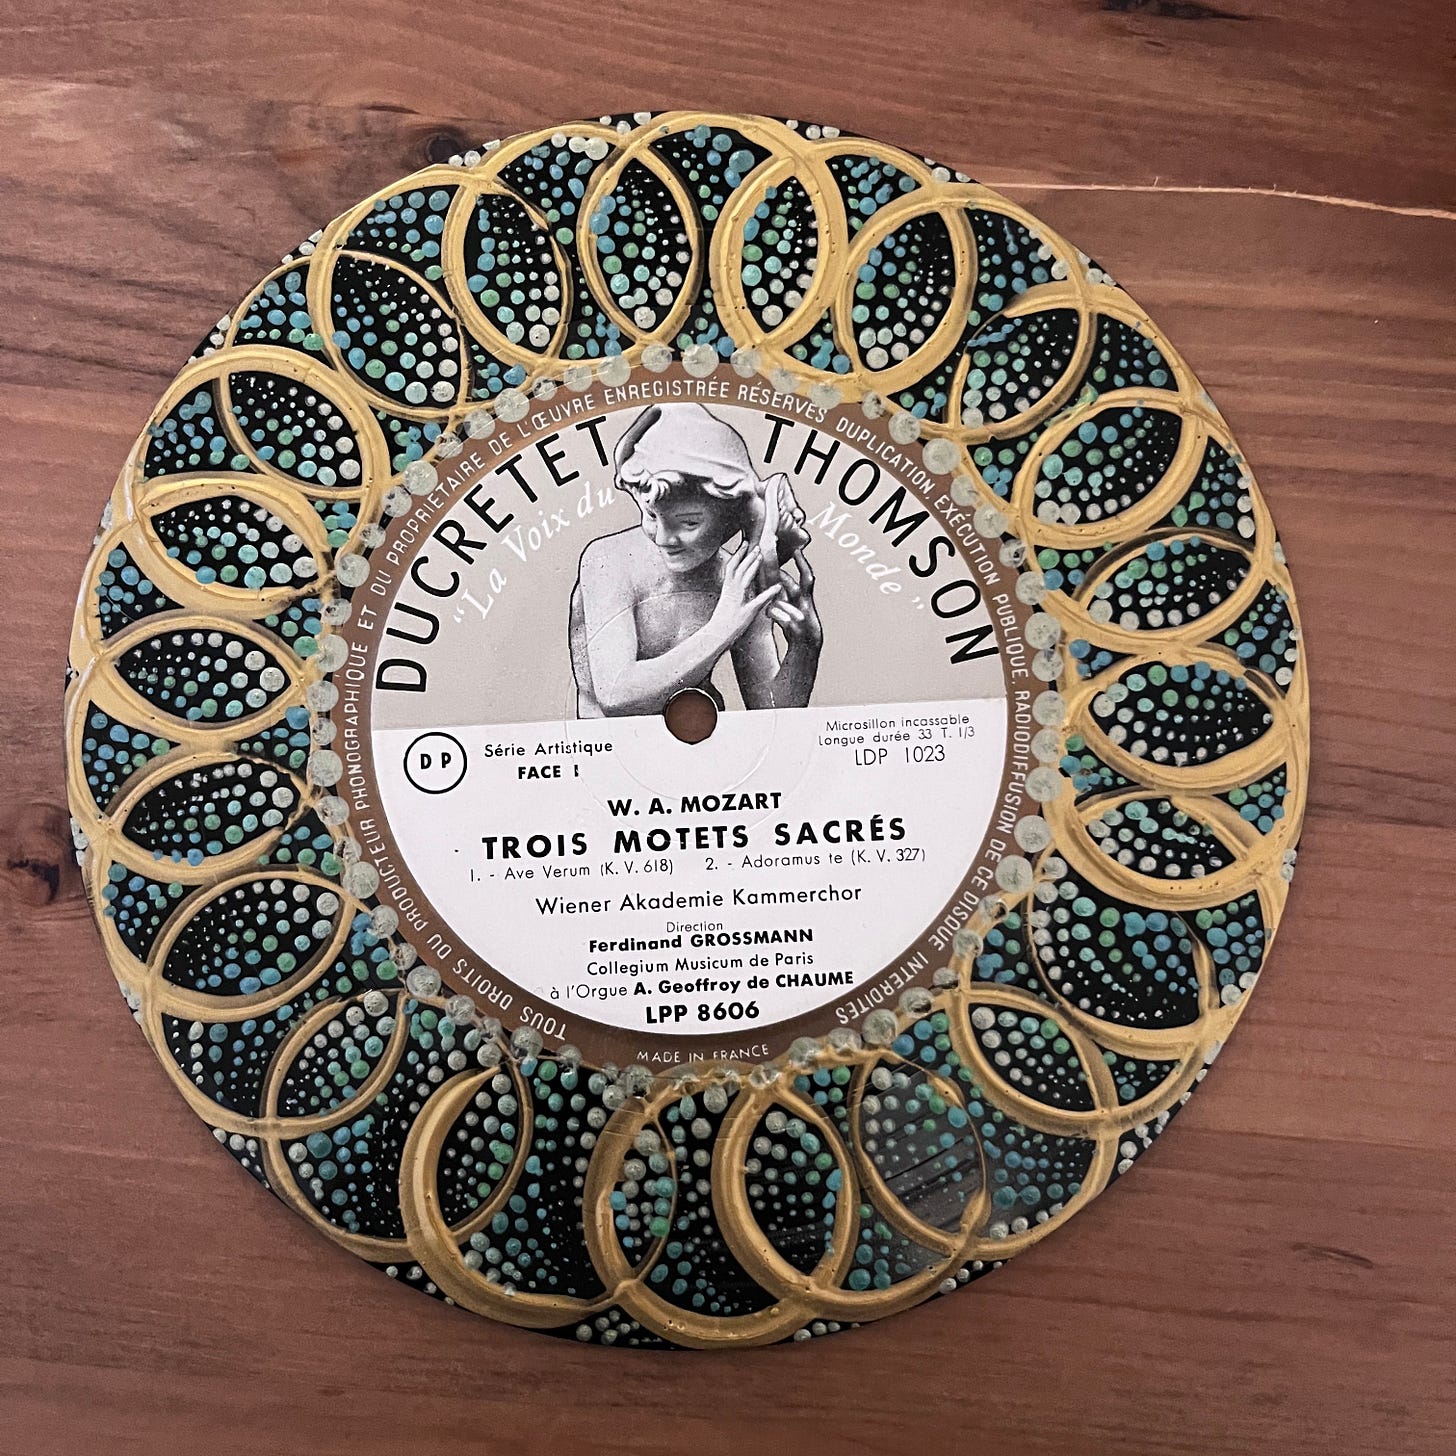 TOUS DROITS DU PRODUCTEUR PHONOGRAPHIQUE ET DU PROPRIÉTAIRE DE L'ŒUVRE ENREGISTRÉE RÉSERVÉS DUPLICATION, EXÉCUTION PUBLIQUE, RADIODIFFUSION DE CE DISQUE INTERDITES
DUCRETET THOMSON
"La Voix du Monde"
DP
Série Artistique
FACE 1
Microsillon incassable
Longue durée 33 T. 1/3
LDP 1023
W. A. MOZART
TROIS MOTETS SACRÉS
1. - Ave Verum (K. V. 618) 2. - Adoramus te (K. V. 327)
Wiener Akademie Kammerchor
Direction
Ferdinand GROSSMANN
Collegium Musicum de Paris
à l'Orgue A. Geoffroy de CHAUME
LPP 8606
MADE IN FRANCE